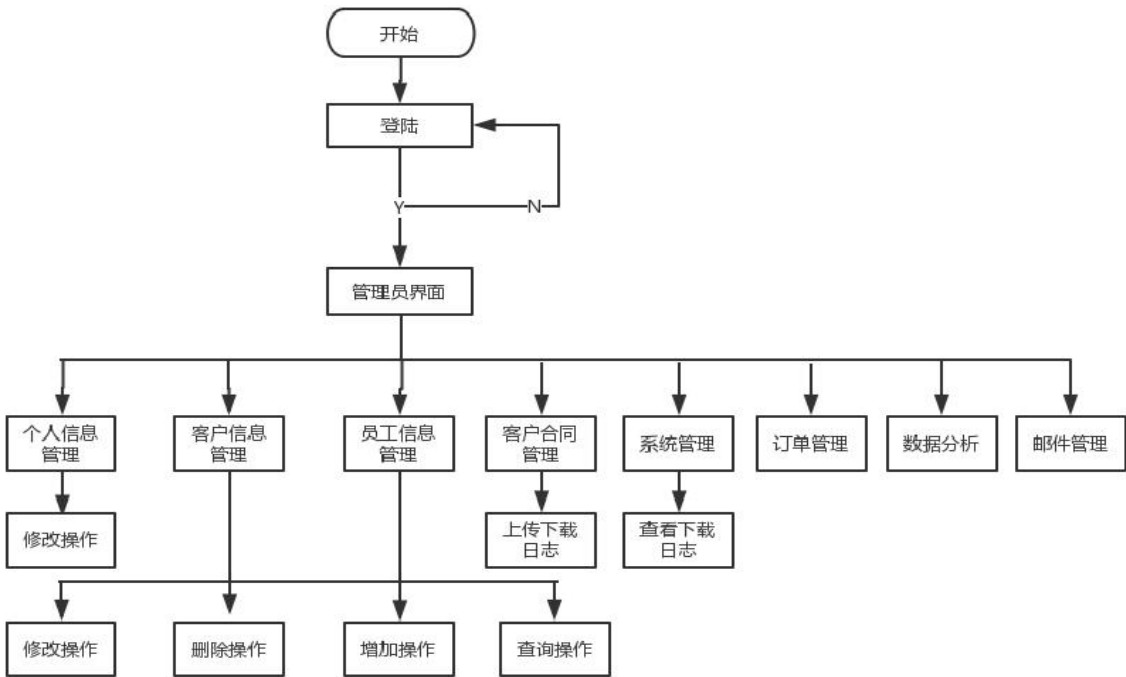 开始
登陆
Y
N
管理员界面
个人信息
管理
客户信息
管理
员工信息
管理
客户合同
管理
系统管理
订单管理
数据分析
邮件管理
修改操作
上传下载
日志
查看下载
日志
修改操作
删除操作
增加操作
查询操作